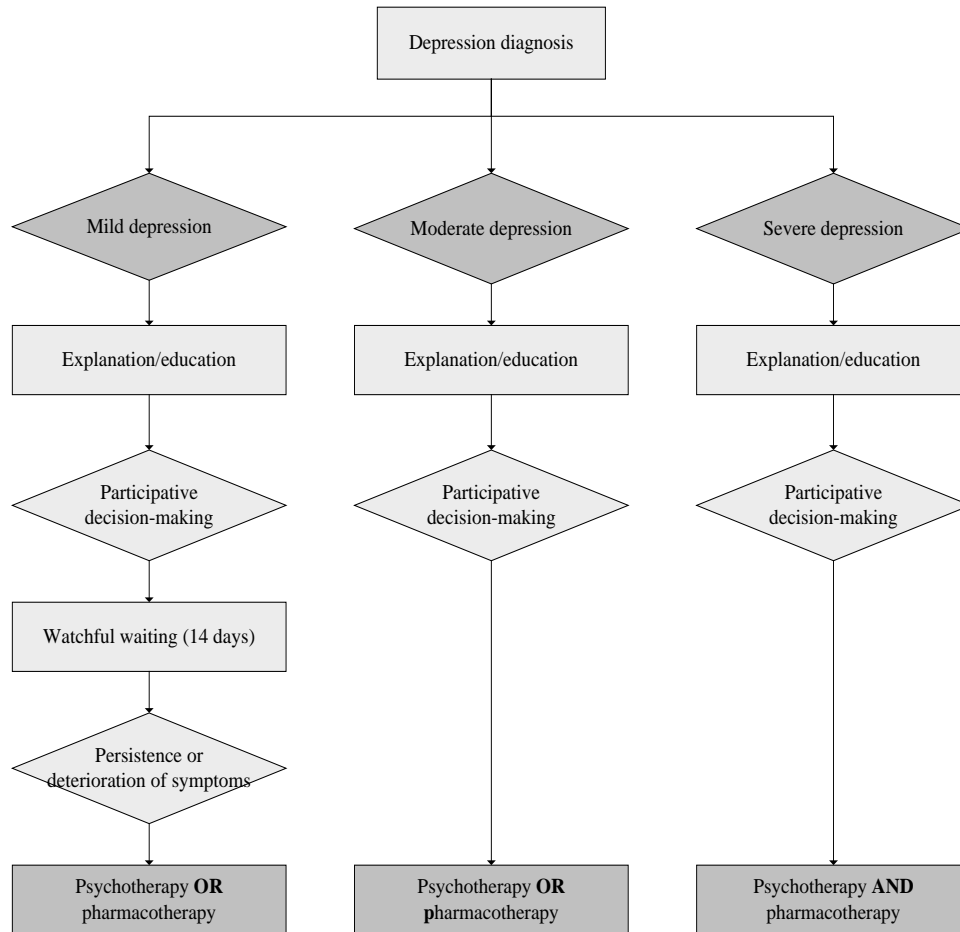 Depression diagnosis
Mild depression
Moderate depression
Severe depression
Explanation/education
Explanation/education
Explanation/education
Participative
decision-making
Participative
decision-making
Participative
decision-making
Watchful waiting (14 days)
Persistence or
deterioration of symptoms
Psychotherapy OR
pharmacotherapy
Psychotherapy OR
pharmacotherapy
Psychotherapy AND
pharmacotherapy